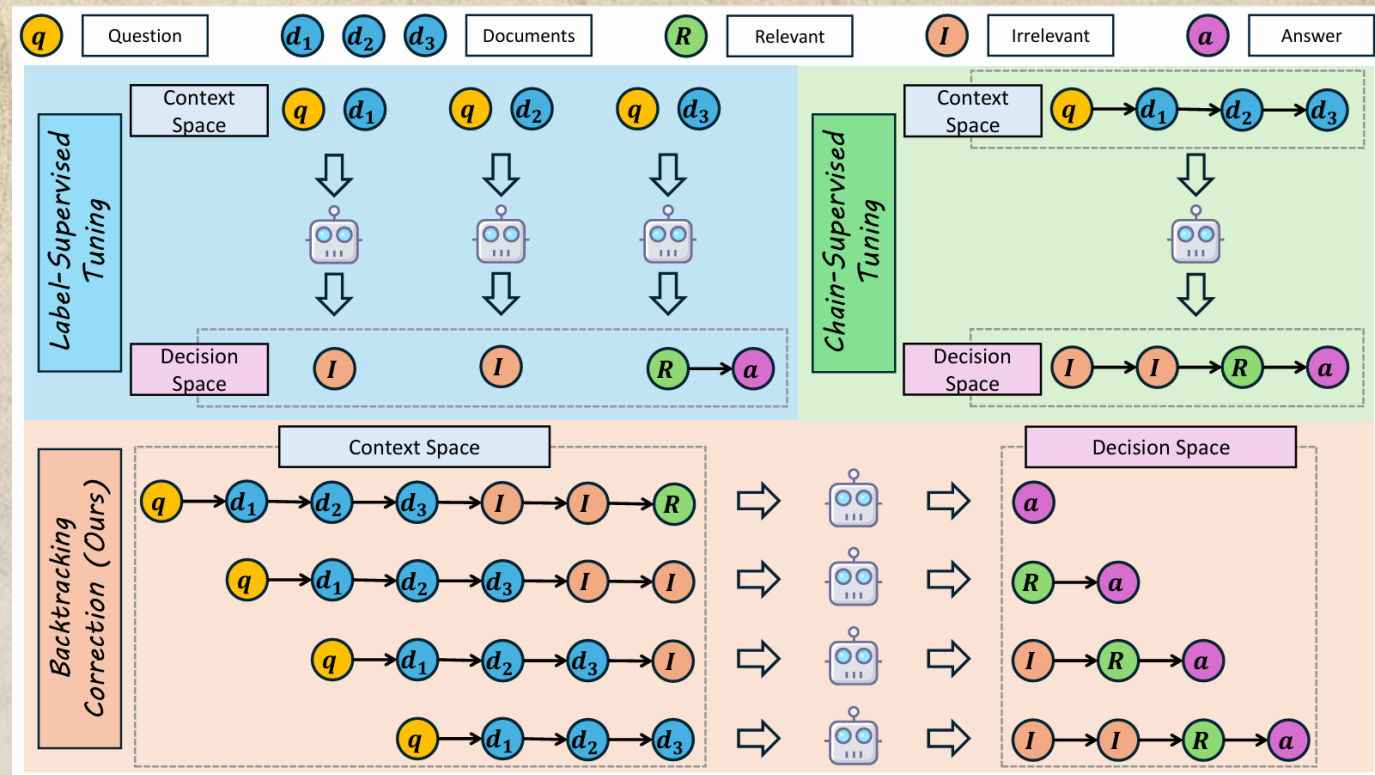 q Question d1 d2 d3 Documents R Relevant I Irrelevant a Answer
Label-Supervised
Tuning
Context
Space
q d1 q d2 q d3
Decision
Space
I I R a
Chain-Supervised
Tuning
Context
Space
q d1 d2 d3
Decision
Space
I I R a
Backtracking
Correction (Ours)
Context Space
Decision Space
q d1 d2 d3 I I R a
q d1 d2 d3 I I R a
q d1 d2 d3 I I R a
q d1 d2 d3 I I R a